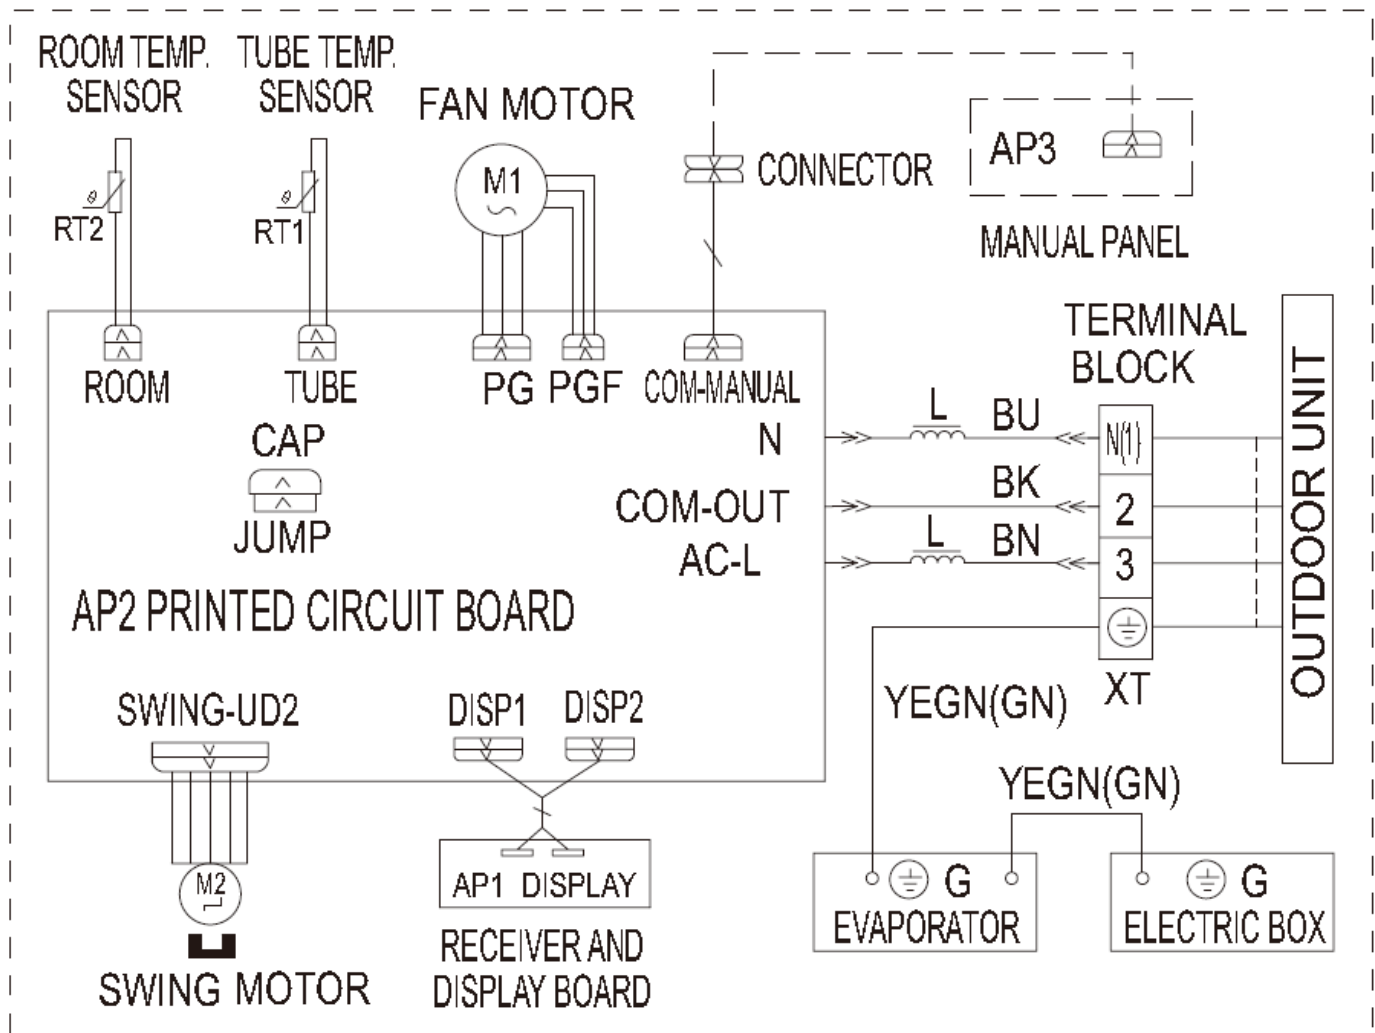 ROOM TEMP.
SENSOR
TUBE TEMP.
SENSOR
FAN MOTOR
M1
RT2
RT1
CONNECTOR
AP3
MANUAL PANEL
ROOM
TUBE
PG
PGF
COM-MANUAL
TERMINAL
BLOCK
CAP
JUMP
N
L
BU
N(1)
COM-OUT
BK
2
AC-L
L
BN
3
OUTDOOR UNIT
AP2 PRINTED CIRCUIT BOARD
XT
YEGN(GN)
SWING-UD2
DISP1
DISP2
YEGN(GN)
M2
SWING MOTOR
AP1 DISPLAY
RECEIVER AND
DISPLAY BOARD
G
EVAPORATOR
G
ELECTRIC BOX